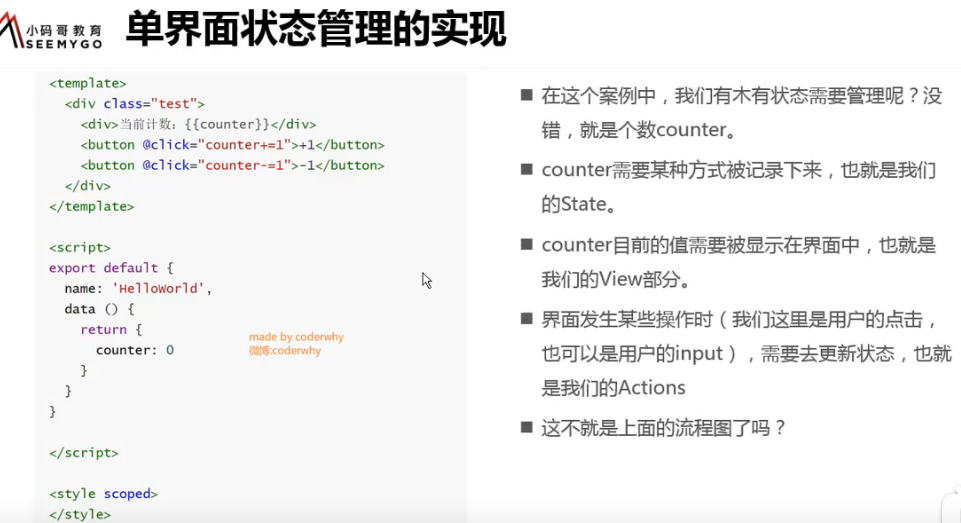 小码哥教育
SEEMYGO
单界面状态管理的实现
<template>
<div class="test">
<div>当前计数：{{counter}}</div>
<button @click="counter+=1">+1</button>
<button @click="counter-=1">-1</button>
</div>
</template>
<script>
export default {
name: 'HelloWorld',
data () {
return {
counter: 0
}
}
}
</script>
<style scoped>
</style>
made by coderwhy
微博:coderwhy
■ 在这个案例中，我们有木有状态需要管理呢？没
错，就是个数counter。
■ counter需要某种方式被记录下来，也就是我们
的State。
■ counter目前的值需要被显示在界面中，也就是
我们的View部分。
■ 界面发生某些操作时（我们这里是用户的点击，
也可以是用户的input），需要去更新状态，也就
是我们的Actions
■ 这不就是上面的流程图了吗？